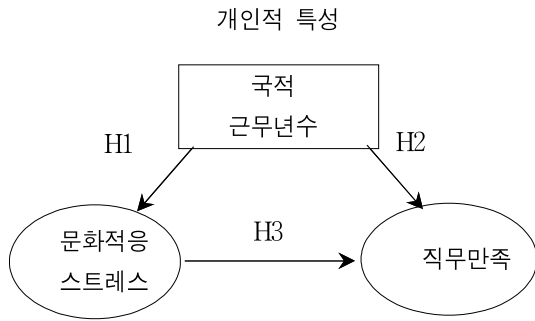 개인적 특성
국적
근무년수
H1
H2
문화적응
스트레스
H3
직무만족